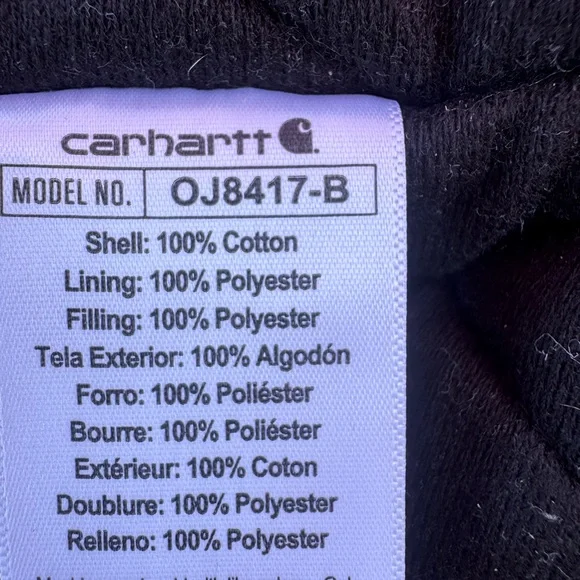 carhartt
MODEL NO. OJ8417-B
Shell: 100% Cotton
Lining: 100% Polyester
Filling: 100% Polyester
Tela Exterior: 100% Algodón
Forro: 100% Poliéster
Bourre: 100% Poliéster
Extérieur: 100% Coton
Doublure: 100% Polyester
Relleno: 100% Polyester